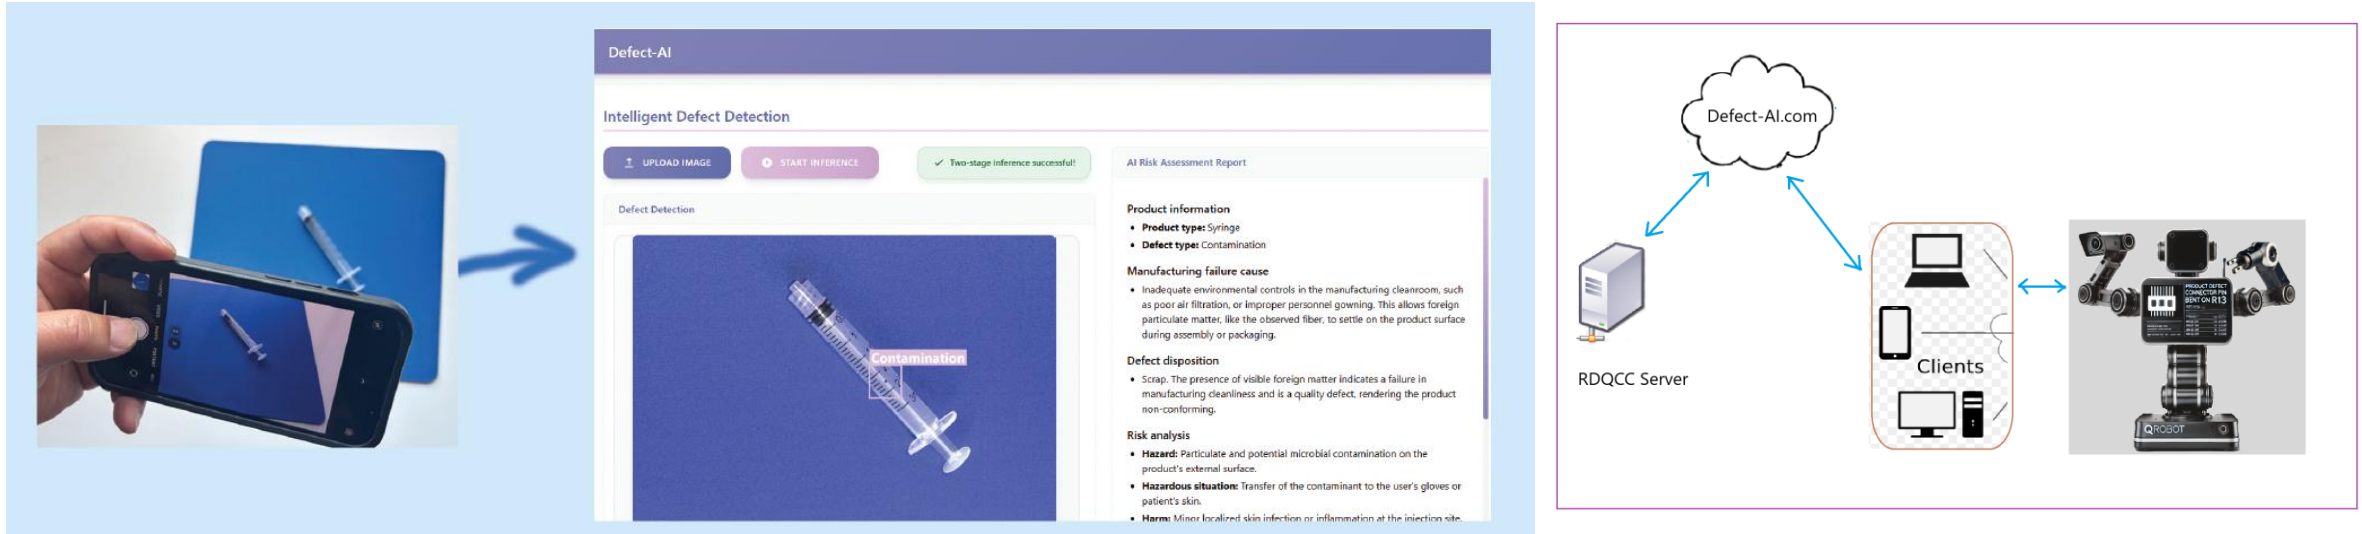 Defect-AI
Intelligent Defect Detection
UPLOAD IMAGE
START INFERENCE
✓ Two-stage inference successful!
Defect Detection
Contamination
AI Risk Assessment Report
Product information
• Product type: Syringe
• Defect type: Contamination
Manufacturing failure cause
• Inadequate environmental controls in the manufacturing cleanroom, such
as poor air filtration, or improper personnel gowning. This allows foreign
particulate matter, like the observed fiber, to settle on the product surface
during assembly or packaging.
Defect disposition
• Scrap. The presence of visible foreign matter indicates a failure in
manufacturing cleanliness and is a quality defect, rendering the product
non-conforming.
Risk analysis
• Hazard: Particulate and potential microbial contamination on the
product's external surface.
• Hazardous situation: Transfer of the contaminant to the user's gloves or
patient's skin.
• Harm: Minor localized skin infection or inflammation at the injection site.
Defect-AI.com
RDQCC Server
Clients
PRODUCT DEFECT
CONNECTOR PIN
BENT ON R13
QROBOT